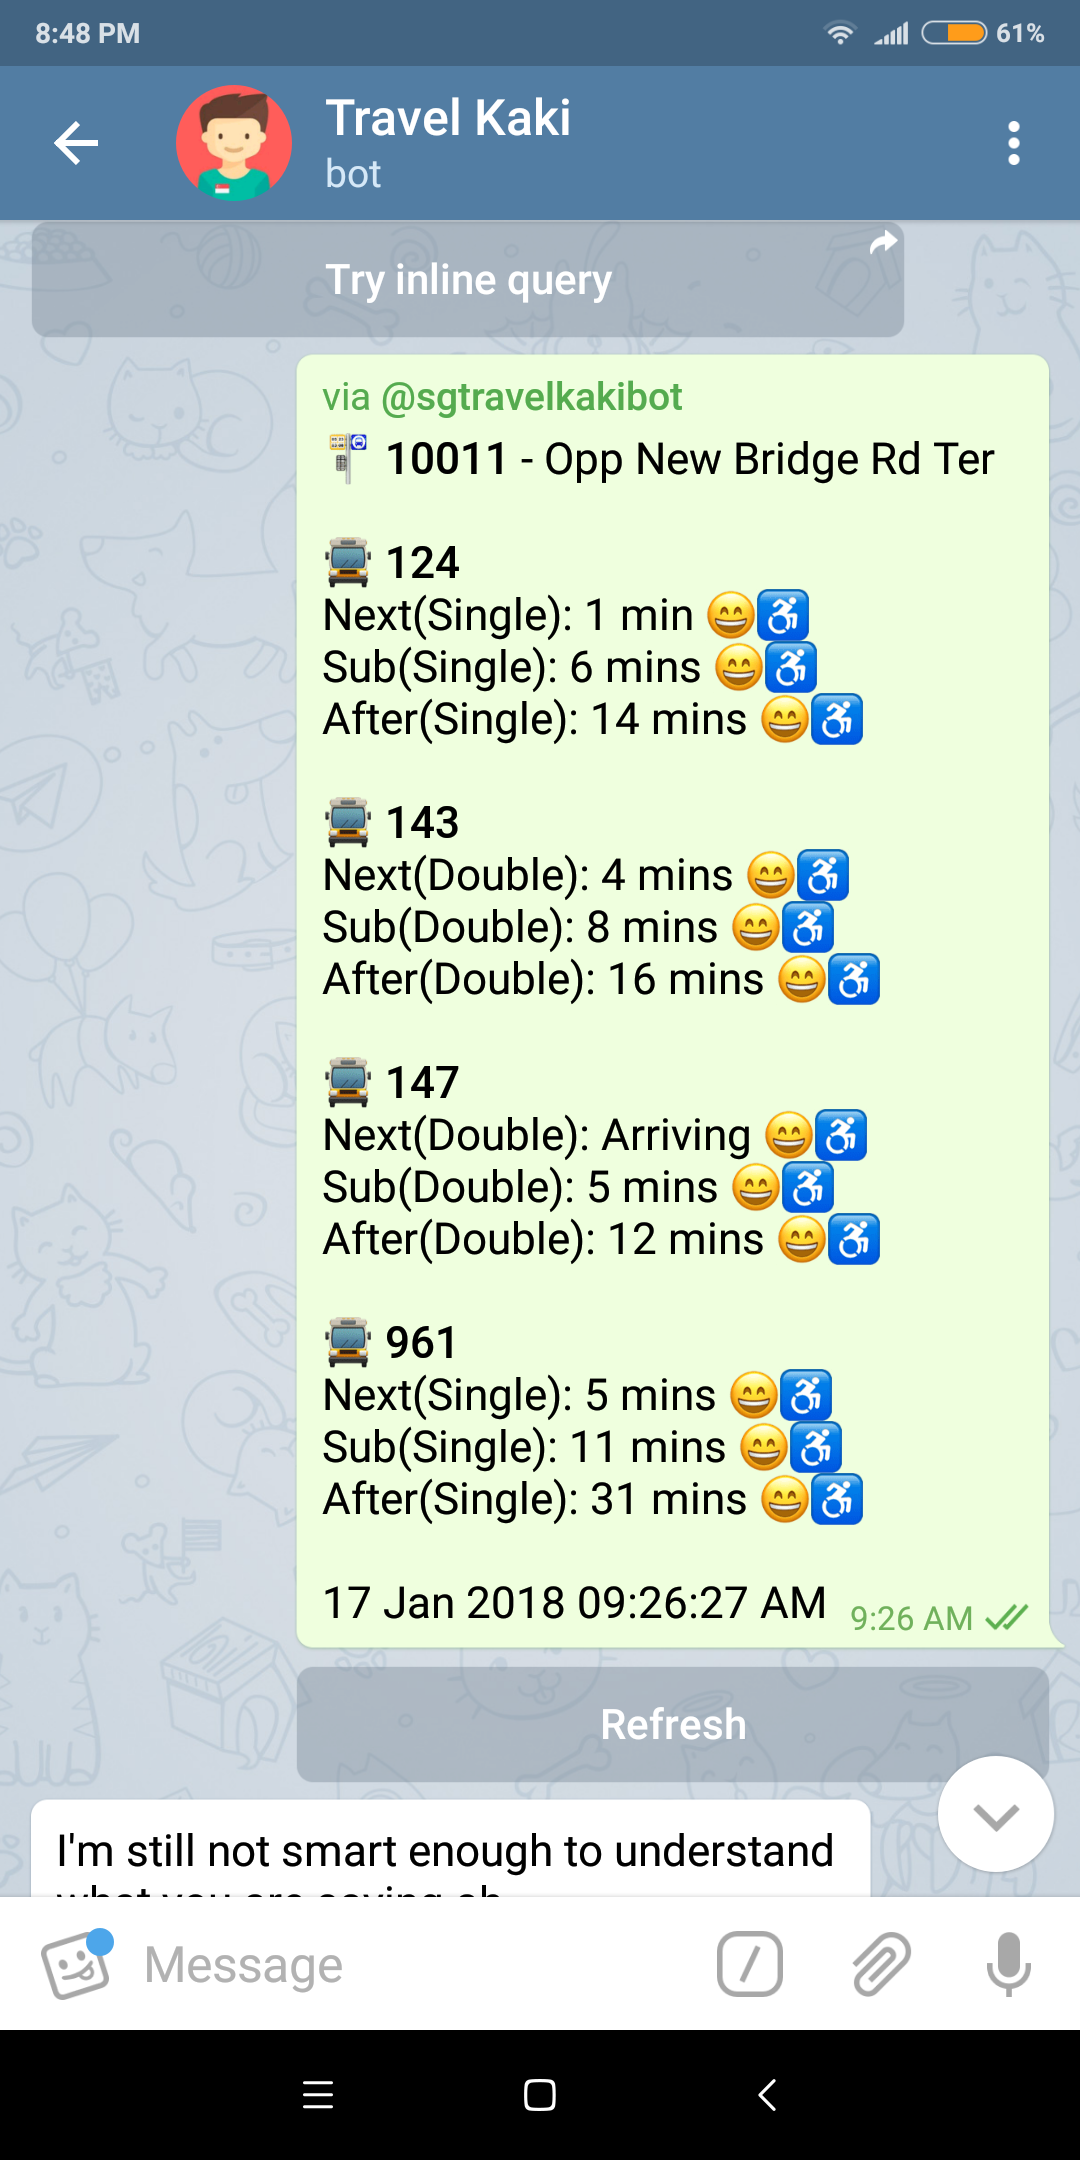 8:48 PM 61%
Travel Kaki
bot
Try inline query
via @sgtravelkakibot
10011 - Opp New Bridge Rd Ter
124
Next(Single): 1 min 😄♿
Sub(Single): 6 mins 😄♿
After(Single): 14 mins 😄♿
143
Next(Double): 4 mins 😄♿
Sub(Double): 8 mins 😄♿
After(Double): 16 mins 😄♿
147
Next(Double): Arriving 😄♿
Sub(Double): 5 mins 😄♿
After(Double): 12 mins 😄♿
961
Next(Single): 5 mins 😄♿
Sub(Single): 11 mins 😄♿
After(Single): 31 mins 😄♿
17 Jan 2018 09:26:27 AM 9:26 AM
Refresh
I'm still not smart enough to understand
what you are saying
Message